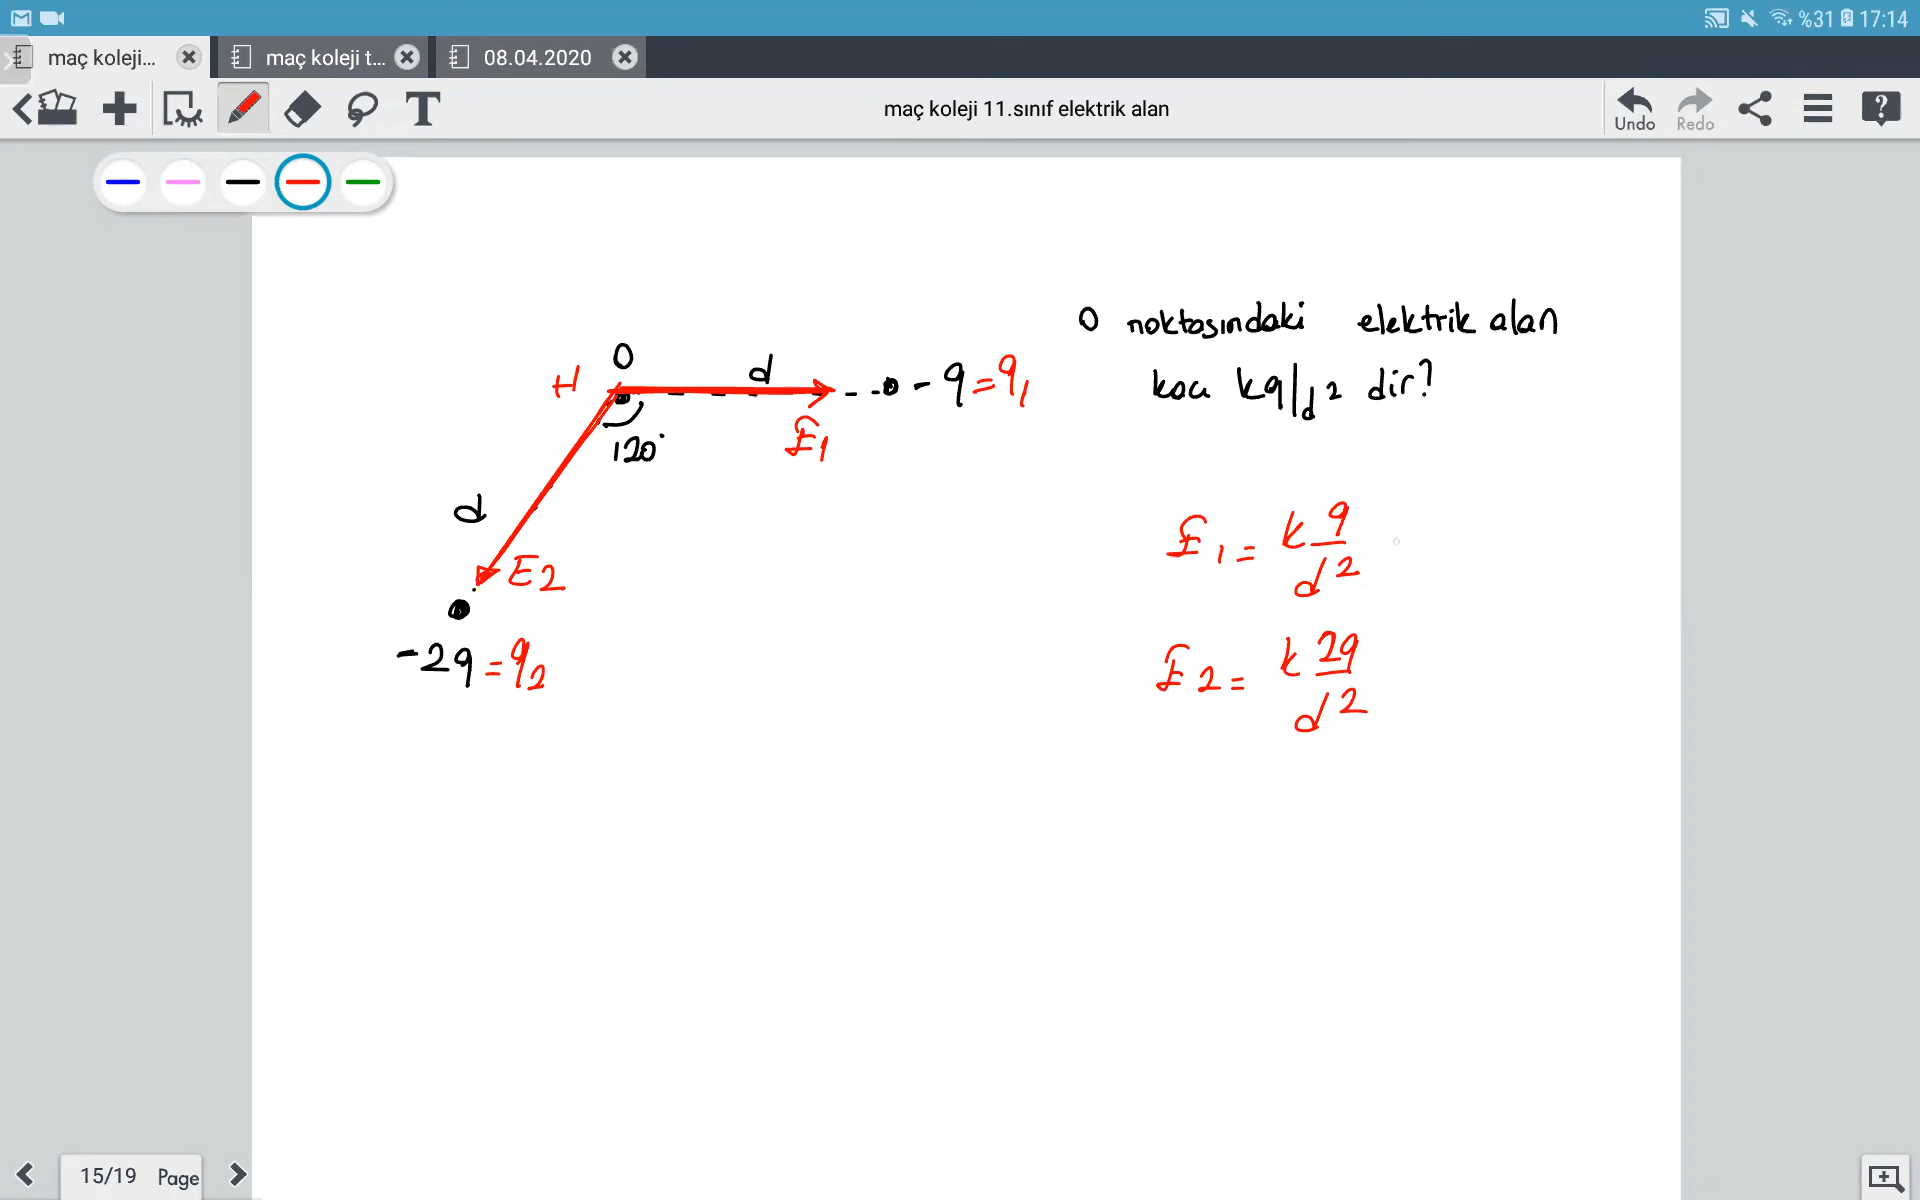 %31 17:14
maç koleji... maç koleji t... 08.04.2020
T maç koleji 11.sınıf elektrik alan Undo Redo
O noktasındaki elektrik alan
kaç kq/d2 dir?
H O d -q=q1
E1
120°
d
E2
-2q=q2
E1= k q/d2
E2= k 2q/d2
15/19 Page